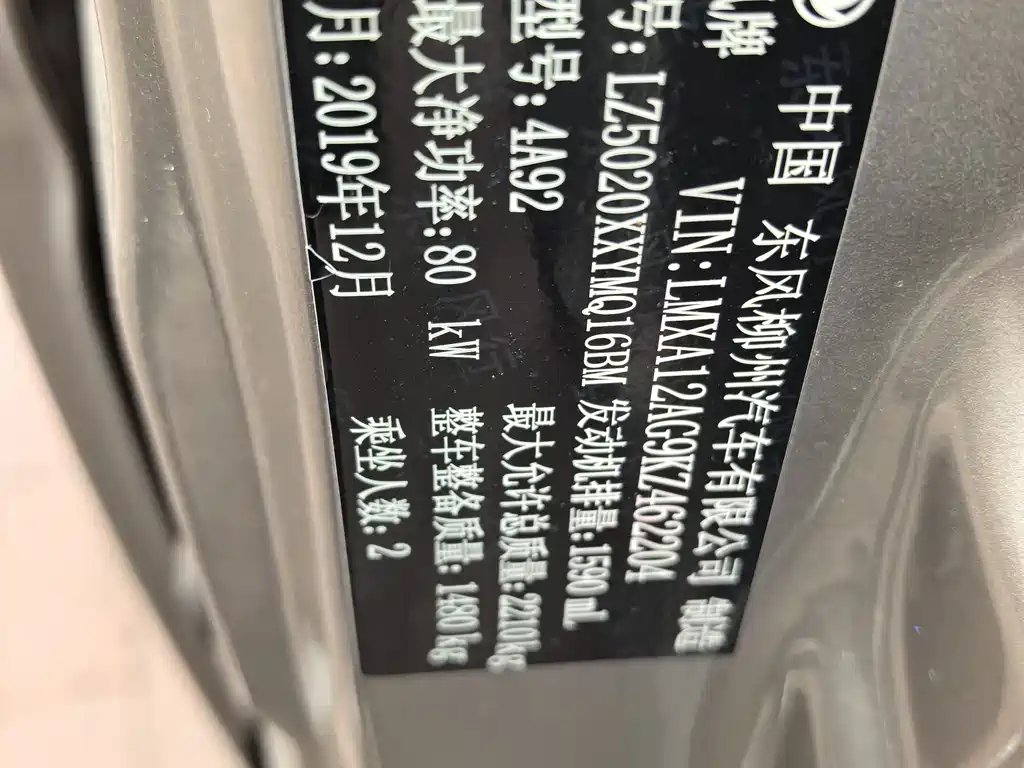 牌
中国 东风柳州汽车有限公司 制造
VIN:LMXA12AG9KZ462204
号:LZ5020XXYMQ16BM 发动机排量:1590mL
型号:4A92 最大允许总质量:2210kg
最大净功率:80 kW 整车整备质量:1480kg
月:2019年12月 乘坐人数:2